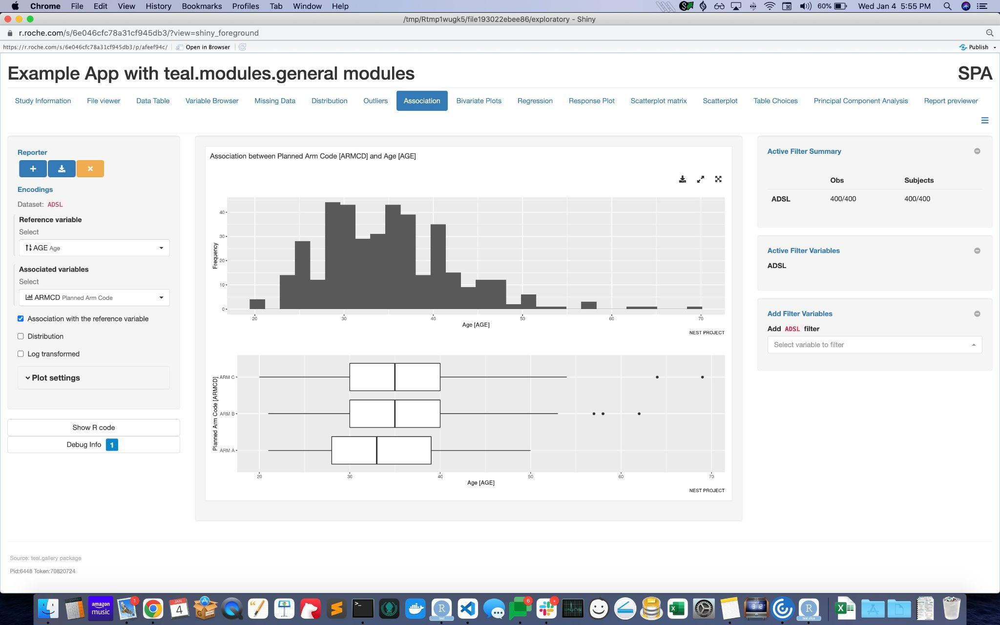 Chrome File Edit View History Bookmarks Profiles Tab Window Help 60% Wed Jan 4 5:55 PM
/tmp/Rtmp1wugk5/file193022ebee86/exploratory - Shiny
r.roche.com/s/6e046cfc78a31cf945db3/?view=shiny_foreground
https://r.roche.com/s/6e046cfc78a31cf945db3/p/afeef94c/ Open in Browser Publish
Example App with teal.modules.general modules SPA
Study Information File viewer Data Table Variable Browser Missing Data Distribution Outliers Association Bivariate Plots Regression Response Plot Scatterplot matrix Scatterplot Table Choices Principal Component Analysis Report previewer
Reporter
Encodings
Dataset: ADSL
Reference variable
Select
AGE Age
Associated variables
Select
ARMCD Planned Arm Code
Association with the reference variable
Distribution
Log transformed
Plot settings
Show R code
Debug Info 1
Association between Planned Arm Code [ARMCD] and Age [AGE]
Frequency
40
30
20
10
0
20 30 40 50 60 70
Age [AGE]
NEST PROJECT
Planned Arm Code [ARMCD]
ARM C
ARM B
ARM A
20 30 40 50 60 70
Age [AGE]
NEST PROJECT
Active Filter Summary
Obs Subjects
ADSL 400/400 400/400
Active Filter Variables
ADSL
Add Filter Variables
Add ADSL filter
Select variable to filter
Source: teal.gallery package
Pid:6448 Token:70820724
amazon
music
1
JAN
4
Install
R
teal
6
X
R
teal.slice
X